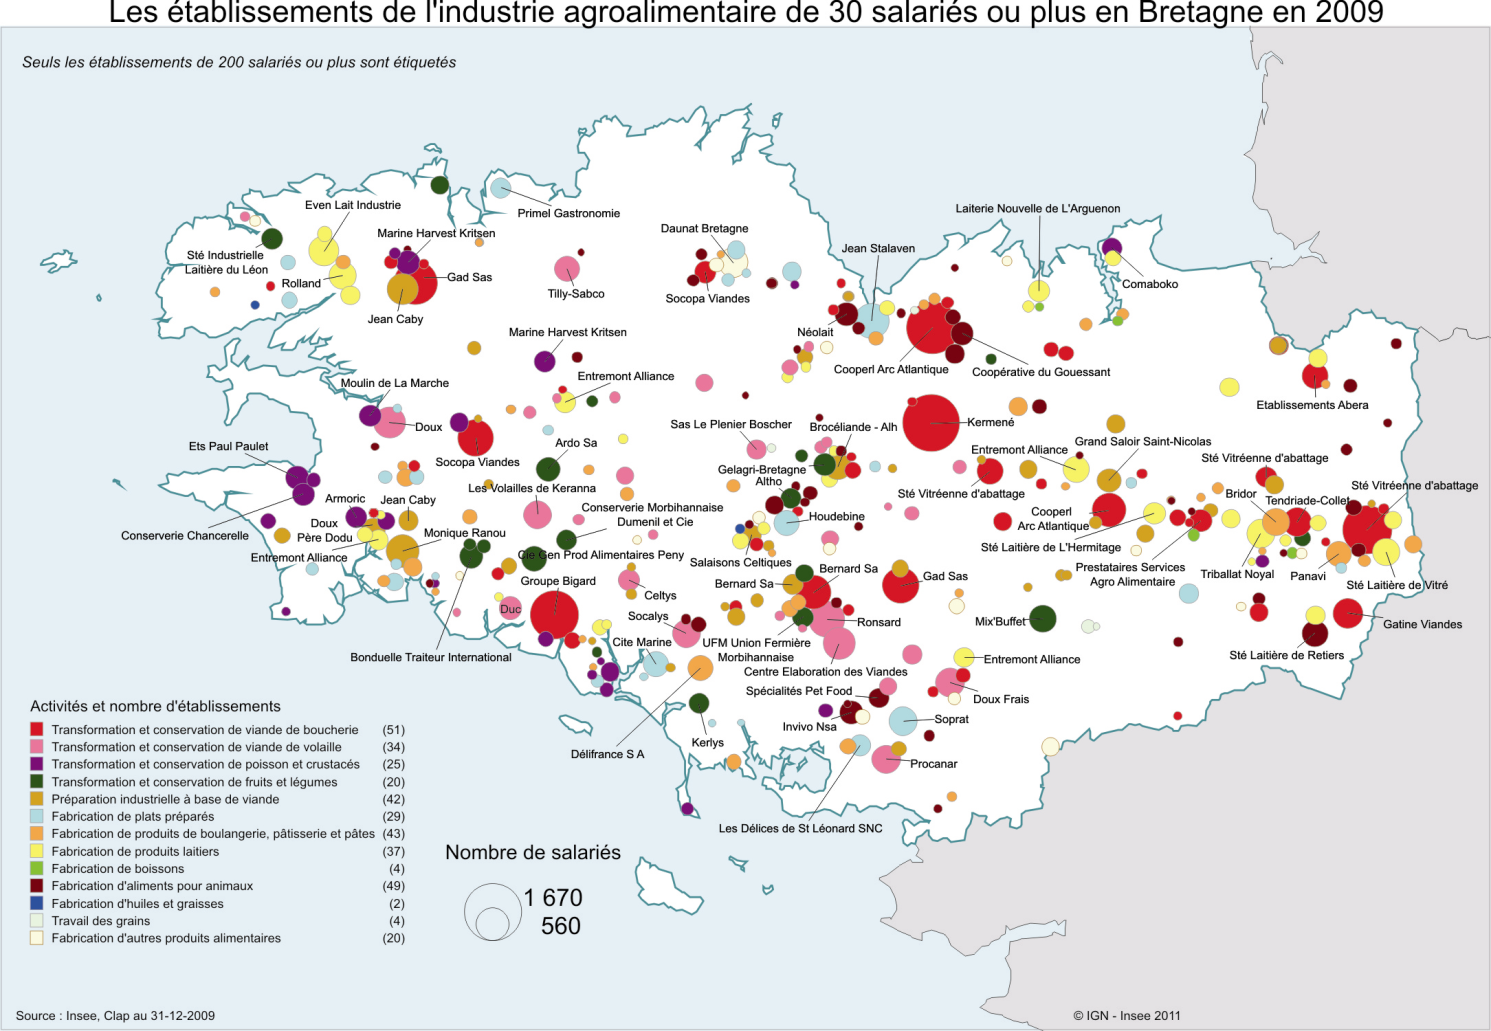 Les établissements de l'industrie agroalimentaire de 30 salariés ou plus en Bretagne en 2009
Seuls les établissements de 200 salariés ou plus sont étiquetés
Even Lait Industrie
Primel Gastronomie
Laiterie Nouvelle de L'Arguenon
Marine Harvest Kritsen
Daunat Bretagne
Jean Stalaven
Sté Industrielle
Laitière du Léon
Rolland
Gad Sas
Tilly-Sabco
Socopa Viandes
Comaboko
Jean Caby
Marine Harvest Kritsen
Néolait
Cooperl Arc Atlantique
Coopérative du Gouessant
Moulin de La Marche
Entremont Alliance
Etablissements Abera
Doux
Sas Le Plenier Boscher
Brocéliande - Alh
Kermené
Ets Paul Paulet
Socopa Viandes
Ardo Sa
Gelagri-Bretagne
Altho
Entremont Alliance
Grand Saloir Saint-Nicolas
Sté Vitréenne d'abattage
Les Volailles de Keranna
Sté Vitréenne d'abattage
Bridor
Tendriade-Collet
Sté Vitréenne d'abattage
Armoric
Jean Caby
Conserverie Morbihannaise
Dumenil et Cie
Houdebine
Cooperl
Arc Atlantique
Conserverie Chancerelle
Doux
Père Dodu
Monique Ranou
Entremont Alliance
Cie Gen Prod Alimentaires Peny
Salaisons Celtiques
Sté Laitière de L'Hermitage
Prestataires Services
Agro Alimentaire
Triballat Noyal
Panavi
Sté Laitière de Vitré
Groupe Bigard
Bernard Sa
Bernard Sa
Gad Sas
Celtys
Duc
Socalys
Ronsard
Mix'Buffet
Gatine Viandes
Cite Marine
UFM Union Fermière
Morbihannaise
Bonduelle Traiteur International
Centre Elaboration des Viandes
Entremont Alliance
Sté Laitière de Retiers
Spécialités Pet Food
Doux Frais
Invivo Nsa
Soprat
Kerlys
Délifrance S A
Procanar
Les Délices de St Léonard SNC
Activités et nombre d'établissements
Transformation et conservation de viande de boucherie (51)
Transformation et conservation de viande de volaille (34)
Transformation et conservation de poisson et crustacés (25)
Transformation et conservation de fruits et légumes (20)
Préparation industrielle à base de viande (42)
Fabrication de plats préparés (29)
Fabrication de produits de boulangerie, pâtisserie et pâtes (43)
Fabrication de produits laitiers (37)
Fabrication de boissons (4)
Fabrication d'aliments pour animaux (49)
Fabrication d'huiles et graisses (2)
Travail des grains (4)
Fabrication d'autres produits alimentaires (20)
Nombre de salariés
1 670
560
Source : Insee, Clap au 31-12-2009
© IGN - Insee 2011